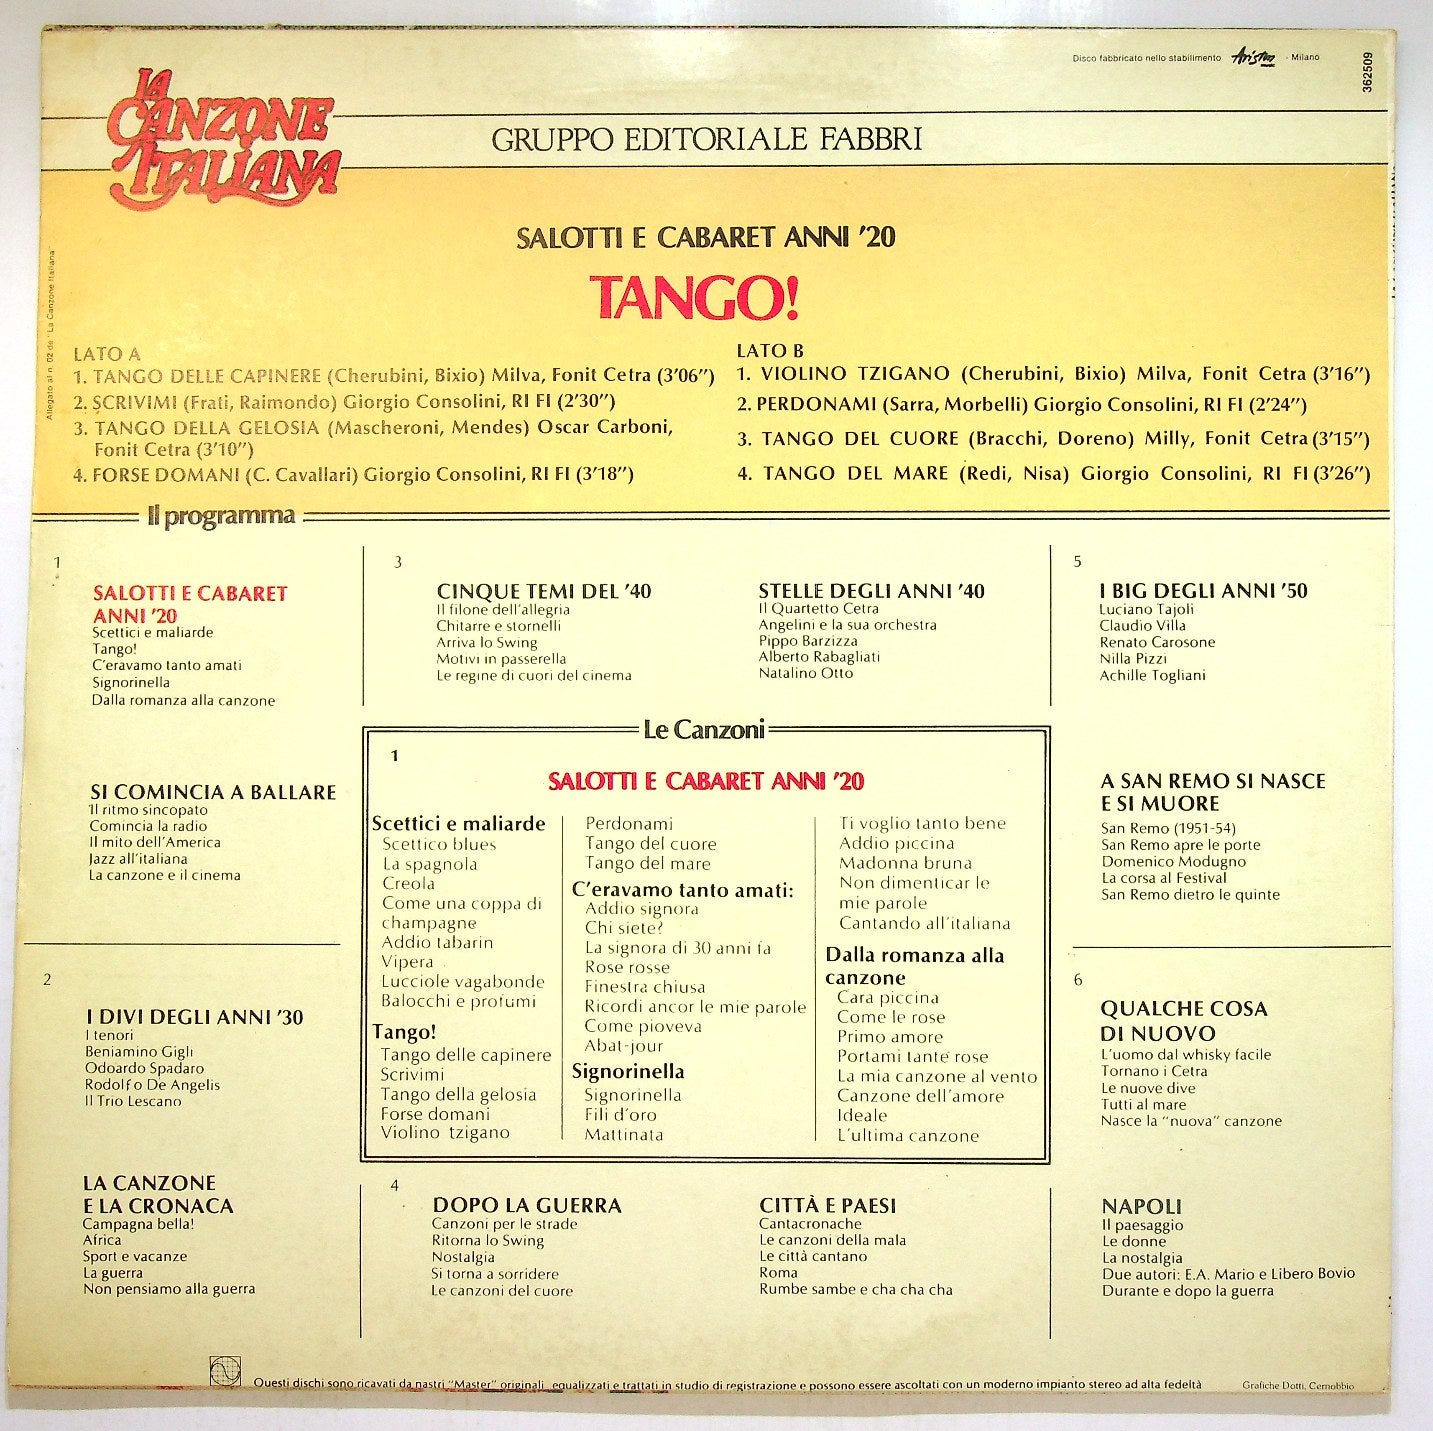 Disco fabbricato nello stabilimento Ariston music - Milano
362509
LA
CANZONE
ITALIANA
GRUPPO EDITORIALE FABBRI
Allegato al n. 02 de "La Canzone Italiana"
SALOTTI E CABARET ANNI '20
TANGO!
LATO A
1. TANGO DELLE CAPINERE (Cherubini, Bixio) Milva, Fonit Cetra (3'06")
2. SCRIVIMI (Frati, Raimondo) Giorgio Consolini, RI FI (2'30")
3. TANGO DELLA GELOSIA (Mascheroni, Mendes) Oscar Carboni,
Fonit Cetra (3'10")
4. FORSE DOMANI (C. Cavallari) Giorgio Consolini, RI FI (3'18")
LATO B
1. VIOLINO TZIGANO (Cherubini, Bixio) Milva, Fonit Cetra (3'16")
2. PERDONAMI (Sarra, Morbelli) Giorgio Consolini, RI FI (2'24")
3. TANGO DEL CUORE (Bracchi, Doreno) Milly, Fonit Cetra (3'15")
4. TANGO DEL MARE (Redi, Nisa) Giorgio Consolini, RI FI (3'26")
Il programma
1
SALOTTI E CABARET
ANNI '20
Scettici e maliarde
Tango!
C'eravamo tanto amati
Signorinella
Dalla romanza alla canzone
SI COMINCIA A BALLARE
Il ritmo sincopato
Comincia la radio
Il mito dell'America
Jazz all'italiana
La canzone e il cinema
2
I DIVI DEGLI ANNI '30
I tenori
Beniamino Gigli
Odoardo Spadaro
Rodolfo De Angelis
Il Trio Lescano
LA CANZONE
E LA CRONACA
Campagna bella!
Africa
Sport e vacanze
La guerra
Non pensiamo alla guerra
3
CINQUE TEMI DEL '40
Il filone dell'allegria
Chitarre e stornelli
Arriva lo Swing
Motivi in passerella
Le regine di cuori del cinema
STELLE DEGLI ANNI '40
Il Quartetto Cetra
Angelini e la sua orchestra
Pippo Barzizza
Alberto Rabagliati
Natalino Otto
Le Canzoni
1
SALOTTI E CABARET ANNI '20
Scettici e maliarde
Scettico blues
La spagnola
Creola
Come una coppa di
champagne
Addio tabarin
Vipera
Lucciole vagabonde
Balocchi e profumi
Tango!
Tango delle capinere
Scrivimi
Tango della gelosia
Forse domani
Violino tzigano
Perdonami
Tango del cuore
Tango del mare
C'eravamo tanto amati:
Addio signora
Chi siete?
La signora di 30 anni fa
Rose rosse
Finestra chiusa
Ricordi ancor le mie parole
Come pioveva
Abat-jour
Signorinella
Signorinella
Fili d'oro
Mattinata
Ti voglio tanto bene
Addio piccina
Madonna bruna
Non dimenticar le
mie parole
Cantando all'italiana
Dalla romanza alla
canzone
Cara piccina
Come le rose
Primo amore
Portami tante rose
La mia canzone al vento
Canzone dell'amore
Ideale
L'ultima canzone
4
DOPO LA GUERRA
Canzoni per le strade
Ritorna lo Swing
Nostalgia
Si torna a sorridere
Le canzoni del cuore
CITTÀ E PAESI
Cantacronache
Le canzoni della mala
Le città cantano
Roma
Rumbe sambe e cha cha cha
5
I BIG DEGLI ANNI '50
Luciano Tajoli
Claudio Villa
Renato Carosone
Nilla Pizzi
Achille Togliani
A SAN REMO SI NASCE
E SI MUORE
San Remo (1951-54)
San Remo apre le porte
Domenico Modugno
La corsa al Festival
San Remo dietro le quinte
6
QUALCHE COSA
DI NUOVO
L'uomo dal whisky facile
Tornano i Cetra
Le nuove dive
Tutti al mare
Nasce la "nuova" canzone
NAPOLI
Il paesaggio
Le donne
La nostalgia
Due autori: E.A. Mario e Libero Bovio
Durante e dopo la guerra
Questi dischi sono ricavati da nastri "Master" originali, equalizzati e trattati in studio di registrazione e possono essere ascoltati con un moderno impianto stereo ad alta fedeltà
Grafiche Dotti, Cernobbio